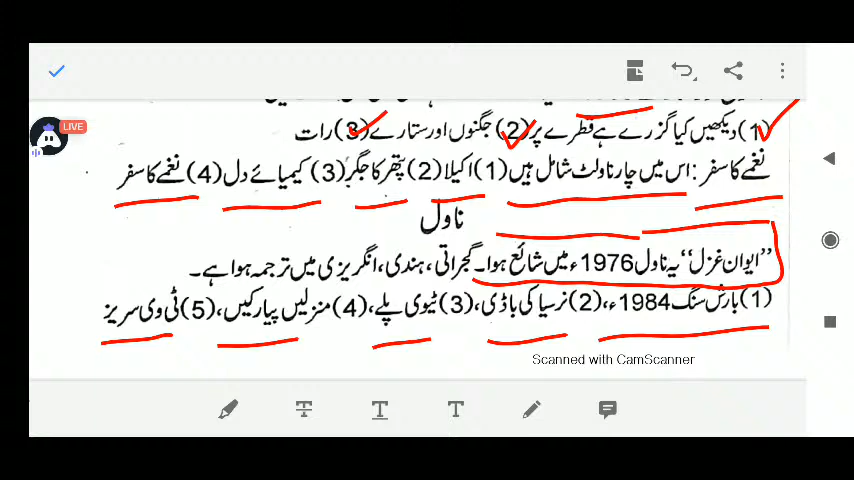 LIVE
(1) دیکھیں کیا گزرے ہے قطرے پر (2) جگنوں اور ستارے (3) رات
نغمے کا سفر: اس میں چار ناولٹ شامل ہیں (1) اکیلا (2) پتھر کا جگر (3) کیمیائے دل (4) نغمے کا سفر
ناول
”ایوان غزل“ یہ ناول 1976ء میں شائع ہوا۔ گجراتی، ہندی، انگریزی میں ترجمہ ہوا ہے۔
(1) بارش سنگ 1984ء، (2) نرسیا کی باڈی، (3) ٹیوی پلے، (4) منزلیں پیار کیں، (5) ٹی وی سریز
Scanned with CamScanner